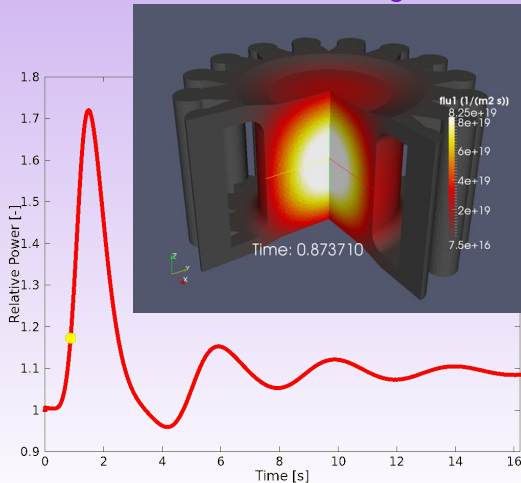 flu1 (1/(m2 s))
8.25e+19
8e+19
6e+19
4e+19
2e+19
7.5e+16
Time: 0.873710
Z
Y
X
Relative Power [-]
1.8
1.7
1.6
1.5
1.4
1.3
1.2
1.1
1
0.9
0 2 4 6 8 10 12 14 16
Time [s]